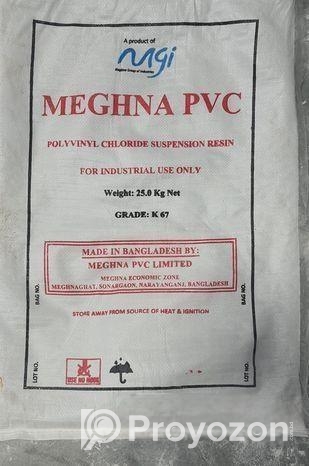 A product of
mgi
Meghna Group of Industries
MEGHNA PVC
POLYVINYL CHLORIDE SUSPENSION RESIN
FOR INDUSTRIAL USE ONLY
Weight: 25.0 Kg Net
GRADE: K 67
MADE IN BANGLADESH BY:
MEGHNA PVC LIMITED
MEGHNA ECONOMIC ZONE
MEGHNAGHAT, SONARGAON, NARAYANGANJ, BANGLADESH
STORE AWAY FROM SOURCE OF HEAT & IGNITION
LOT NO. BAG NO.
LOT NO. BAG NO.
USE NO HOOK
Proyozon